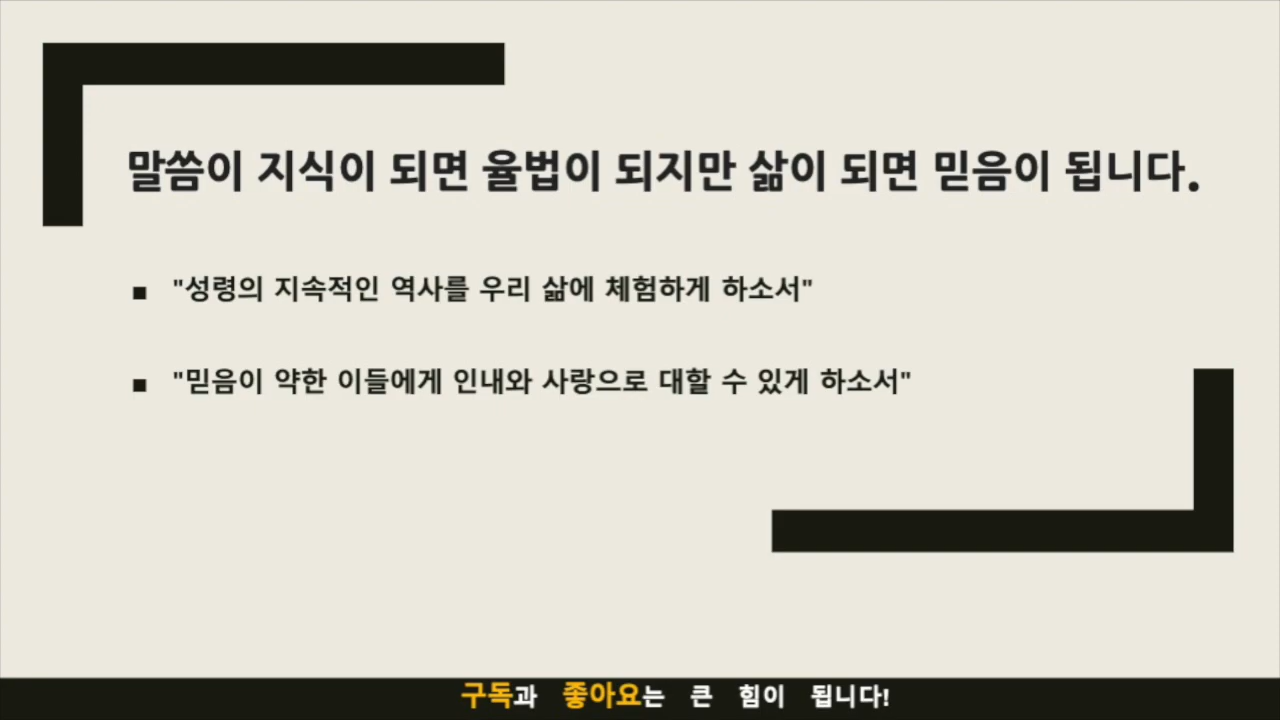 말씀이 지식이 되면 율법이 되지만 삶이 되면 믿음이 됩니다.
■ "성령의 지속적인 역사를 우리 삶에 체험하게 하소서"
■ "믿음이 약한 이들에게 인내와 사랑으로 대할 수 있게 하소서"
구독과 좋아요는 큰 힘이 됩니다!